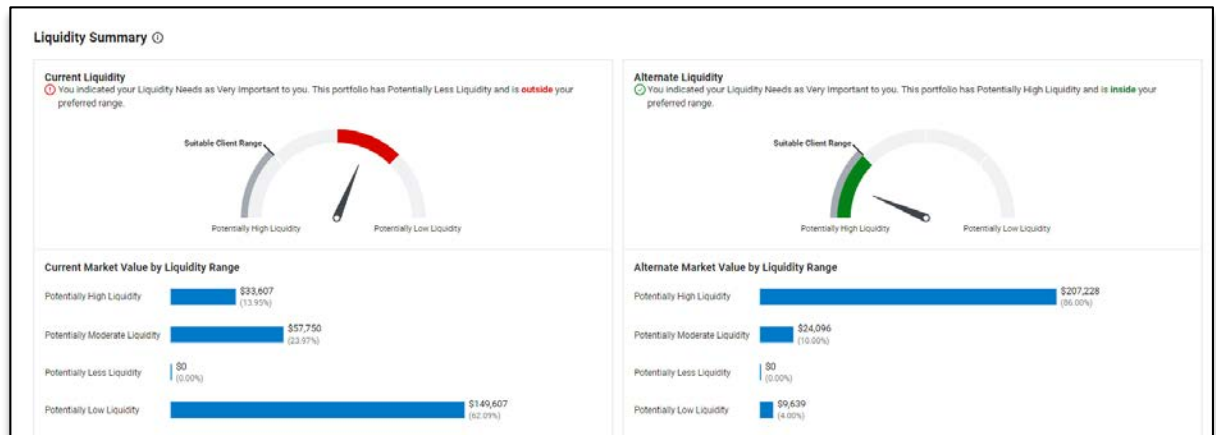 Liquidity Summary
Current Liquidity
You indicated your Liquidity Needs as Very Important to you. This portfolio has Potentially Less Liquidity and is outside your
preferred range.
Suitable Client Range
Potentially High Liquidity
Potentially Low Liquidity
Current Market Value by Liquidity Range
Potentially High Liquidity
$33,607
(13.95%)
Potentially Moderate Liquidity
$57,750
(23.97%)
Potentially Less Liquidity
$0
(0.00%)
Potentially Low Liquidity
$149,607
(62.09%)
Alternate Liquidity
You indicated your Liquidity Needs as Very Important to you. This portfolio has Potentially High Liquidity and is inside your
preferred range.
Suitable Client Range
Potentially High Liquidity
Potentially Low Liquidity
Alternate Market Value by Liquidity Range
Potentially High Liquidity
$207,228
(86.00%)
Potentially Moderate Liquidity
$24,096
(10.00%)
Potentially Less Liquidity
$0
(0.00%)
Potentially Low Liquidity
$9,639
(4.00%)